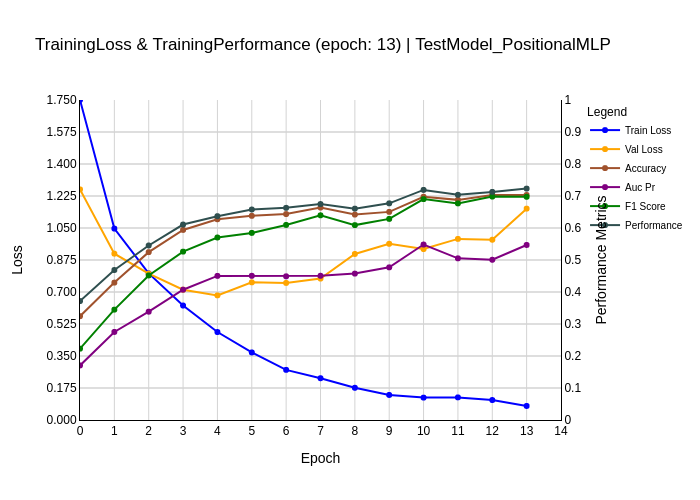 TrainingLoss & TrainingPerformance (epoch: 13) | TestModel_PositionalMLP
Legend
Train Loss
Val Loss
Accuracy
Auc Pr
F1 Score
Performance
Loss
1.750
1.575
1.400
1.225
1.050
0.875
0.700
0.525
0.350
0.175
0.000
1
0.9
0.8
0.7
0.6
0.5
0.4
0.3
0.2
0.1
0
Performance Metrics
0 1 2 3 4 5 6 7 8 9 10 11 12 13 14
Epoch